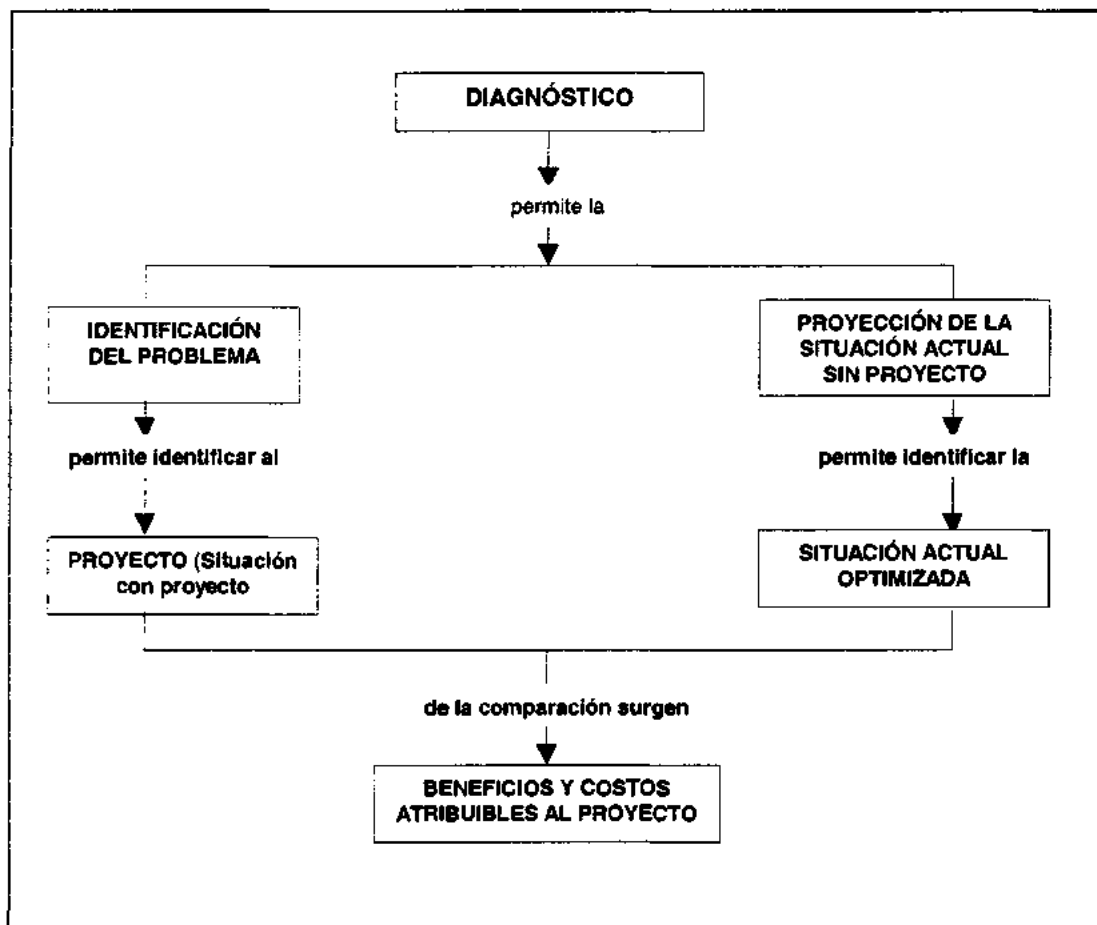 DIAGNÓSTICO
permite la
IDENTIFICACIÓN
DEL PROBLEMA
PROYECCIÓN DE LA
SITUACIÓN ACTUAL
SIN PROYECTO
permite identificar al
permite identificar la
PROYECTO (Situación
con proyecto
SITUACIÓN ACTUAL
OPTIMIZADA
de la comparación surgen
BENEFICIOS Y COSTOS
ATRIBUIBLES AL PROYECTO